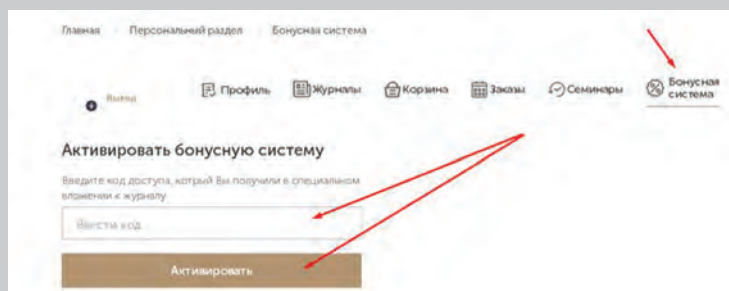 Главная Персональный раздел Бонусная система
Выход Профиль Журналы Корзина Заказы Семинары Бонусная система
Активировать бонусную систему
Введите код доступа, котрый Вы получили в специальном
вложении к журналу
Ввести код
Активировать